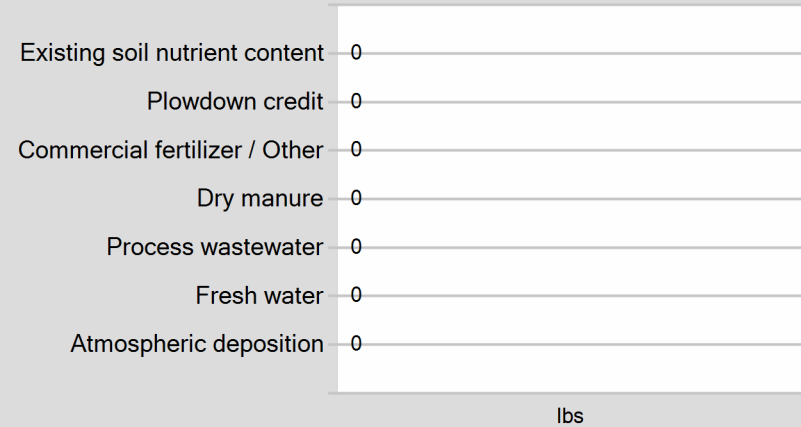 Existing soil nutrient content 0
Plowdown credit 0
Commercial fertilizer / Other 0
Dry manure 0
Process wastewater 0
Fresh water 0
Atmospheric deposition 0
lbs